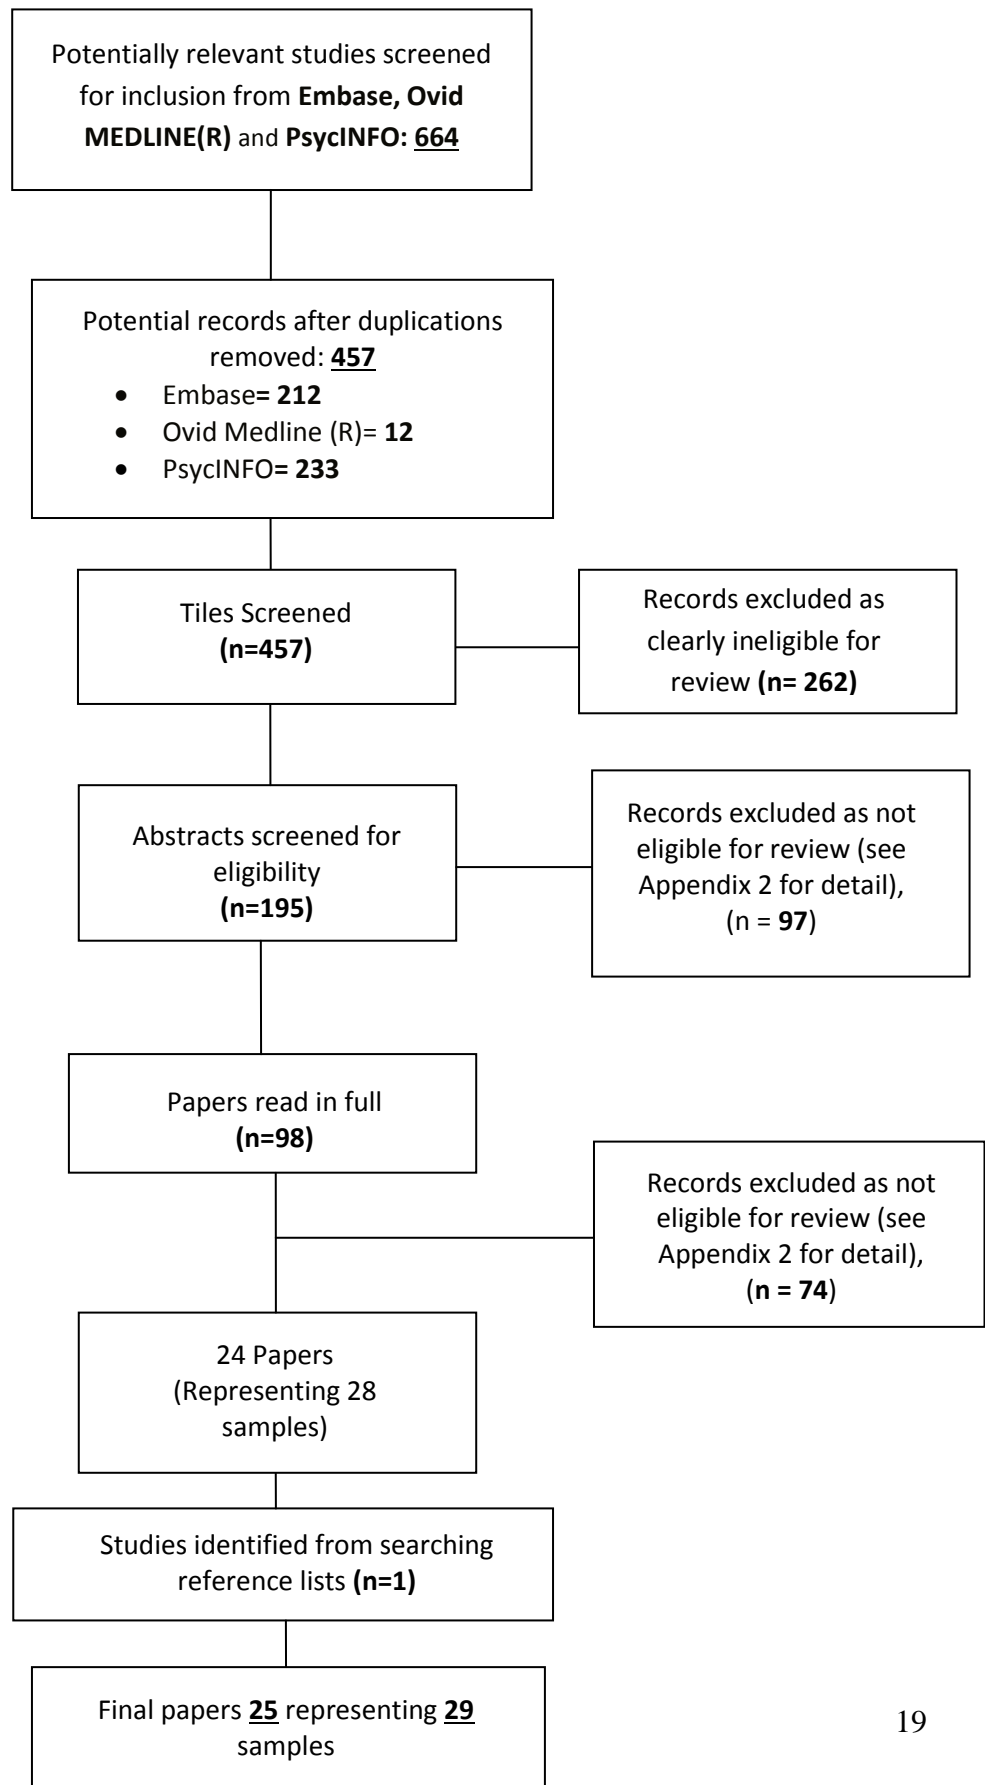 Potentially relevant studies screened
for inclusion from Embase, Ovid
MEDLINE(R) and PsycINFO: 664
Potential records after duplications
removed: 457
• Embase= 212
• Ovid Medline (R)= 12
• PsycINFO= 233
Tiles Screened
(n=457)
Records excluded as
clearly ineligible for
review (n= 262)
Abstracts screened for
eligibility
(n=195)
Records excluded as not
eligible for review (see
Appendix 2 for detail),
(n = 97)
Papers read in full
(n=98)
Records excluded as not
eligible for review (see
Appendix 2 for detail),
(n = 74)
24 Papers
(Representing 28
samples)
Studies identified from searching
reference lists (n=1)
Final papers 25 representing 29
samples
19